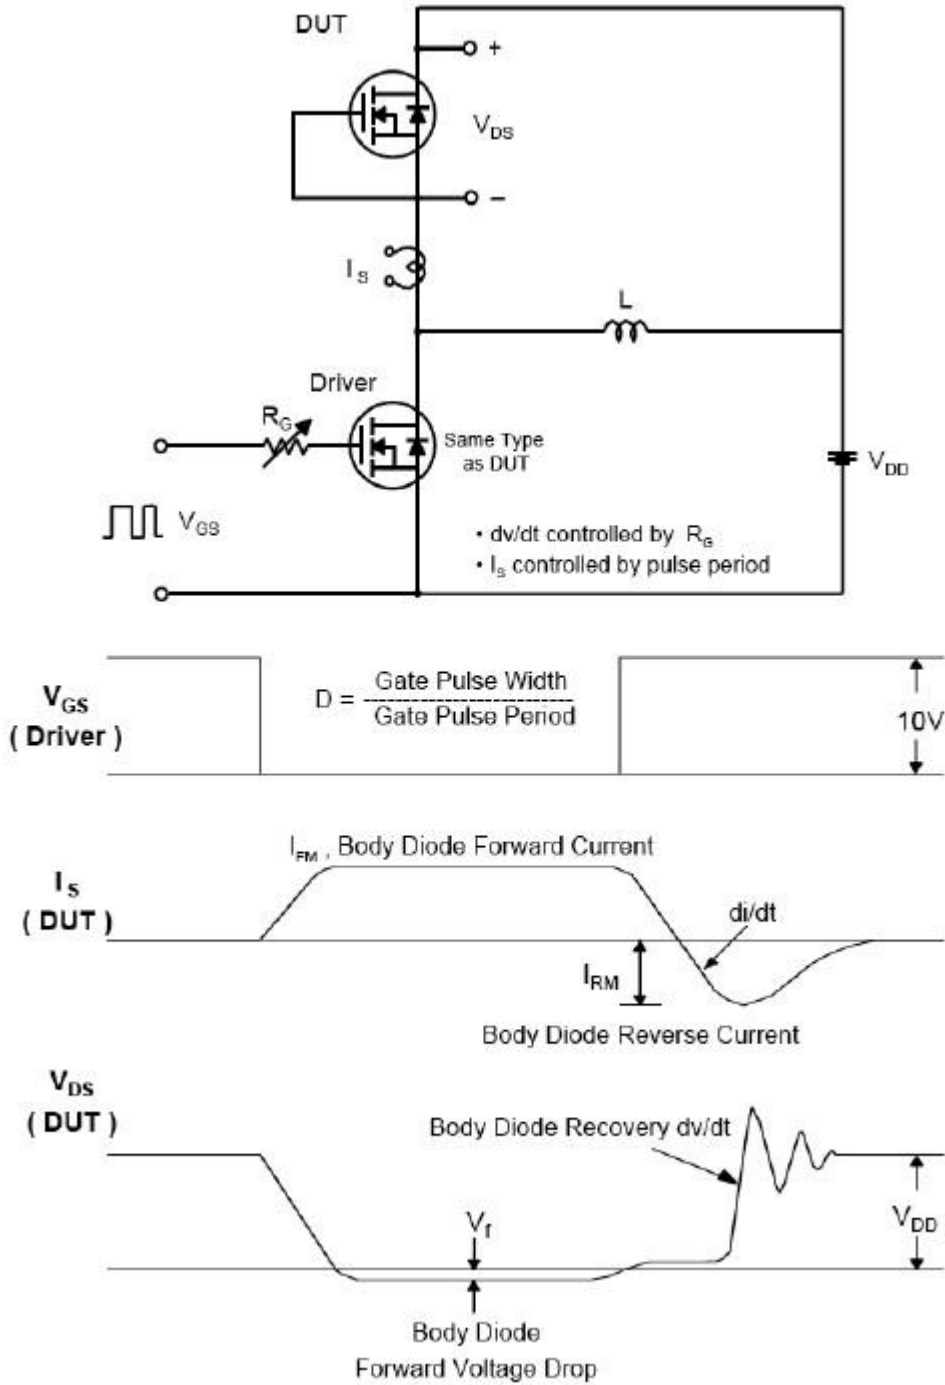 DUT
+
V_DS
−
I_S
L
Driver
R_G
Same Type
as DUT
V_DD
V_GS
• dv/dt controlled by R_G
• I_S controlled by pulse period
V_GS
( Driver )
D = Gate Pulse Width
Gate Pulse Period
10V
I_FM , Body Diode Forward Current
I_S
( DUT )
di/dt
I_RM
Body Diode Reverse Current
V_DS
( DUT )
Body Diode Recovery dv/dt
V_f
V_DD
Body Diode
Forward Voltage Drop